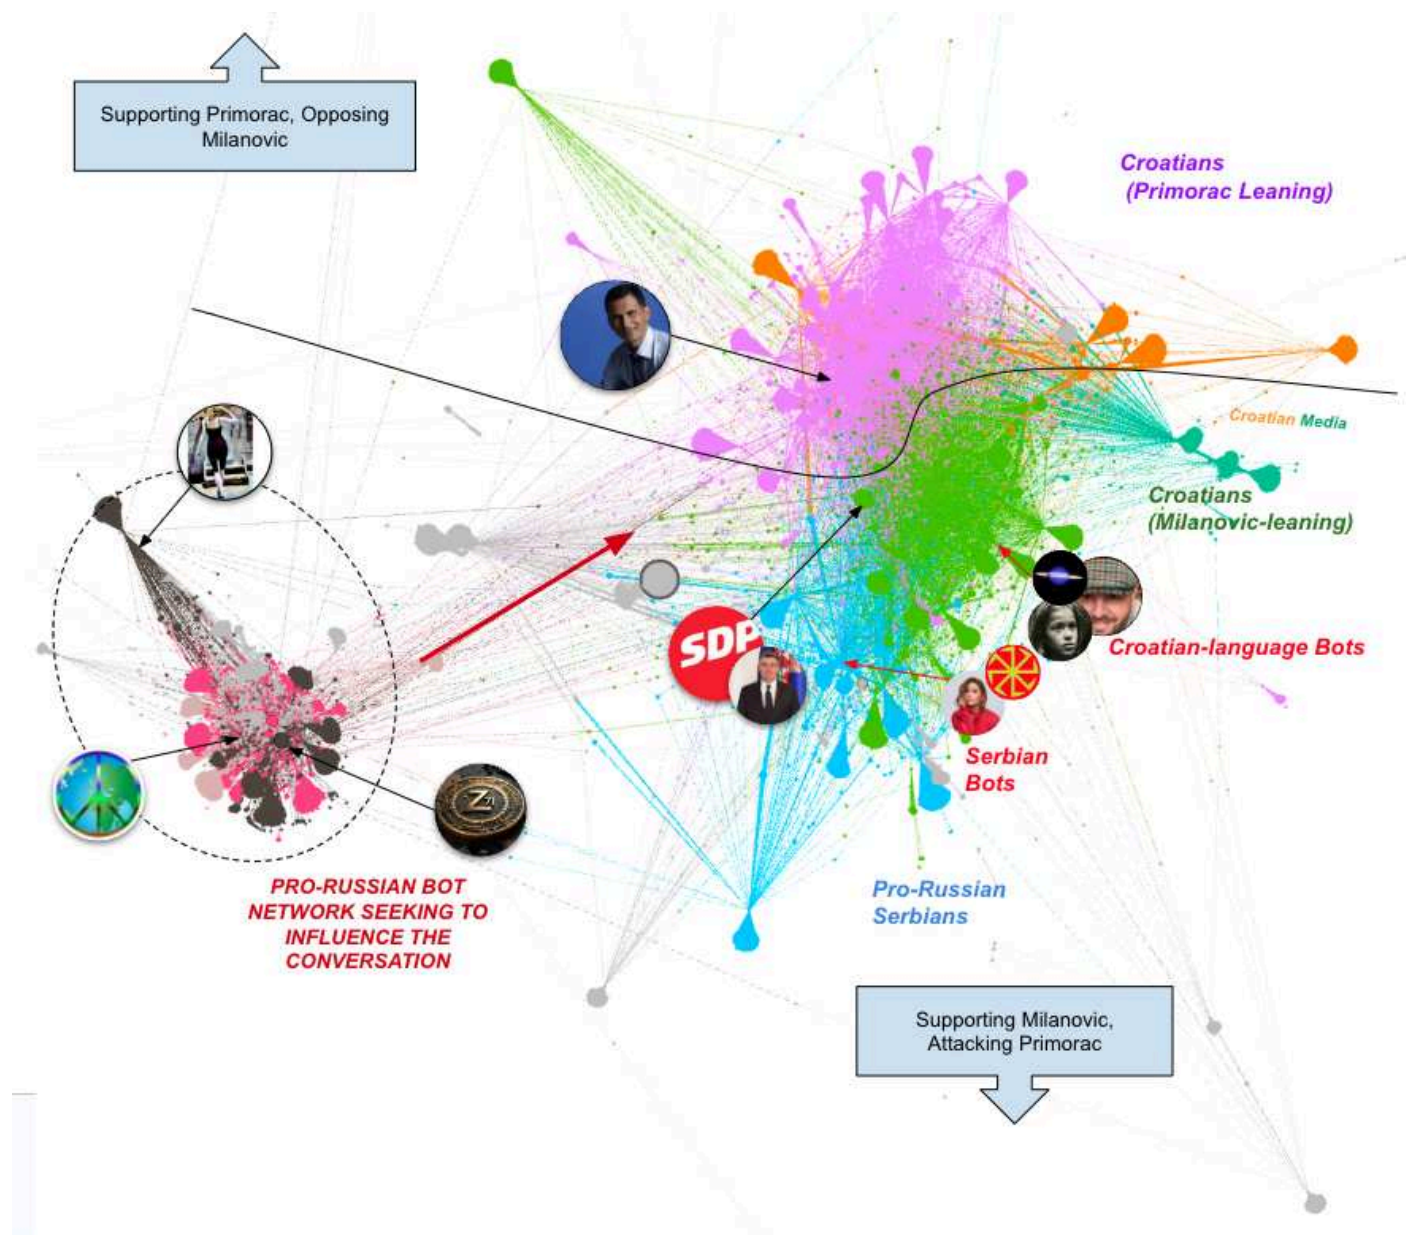 Supporting Primorac, Opposing
Milanovic
Croatians
(Primorac Leaning)
Croatian Media
Croatians
(Milanovic-leaning)
SDP
Croatian-language Bots
Serbian
Bots
Z
PRO-RUSSIAN BOT
NETWORK SEEKING TO
INFLUENCE THE
CONVERSATION
Pro-Russian
Serbians
Supporting Milanovic,
Attacking Primorac